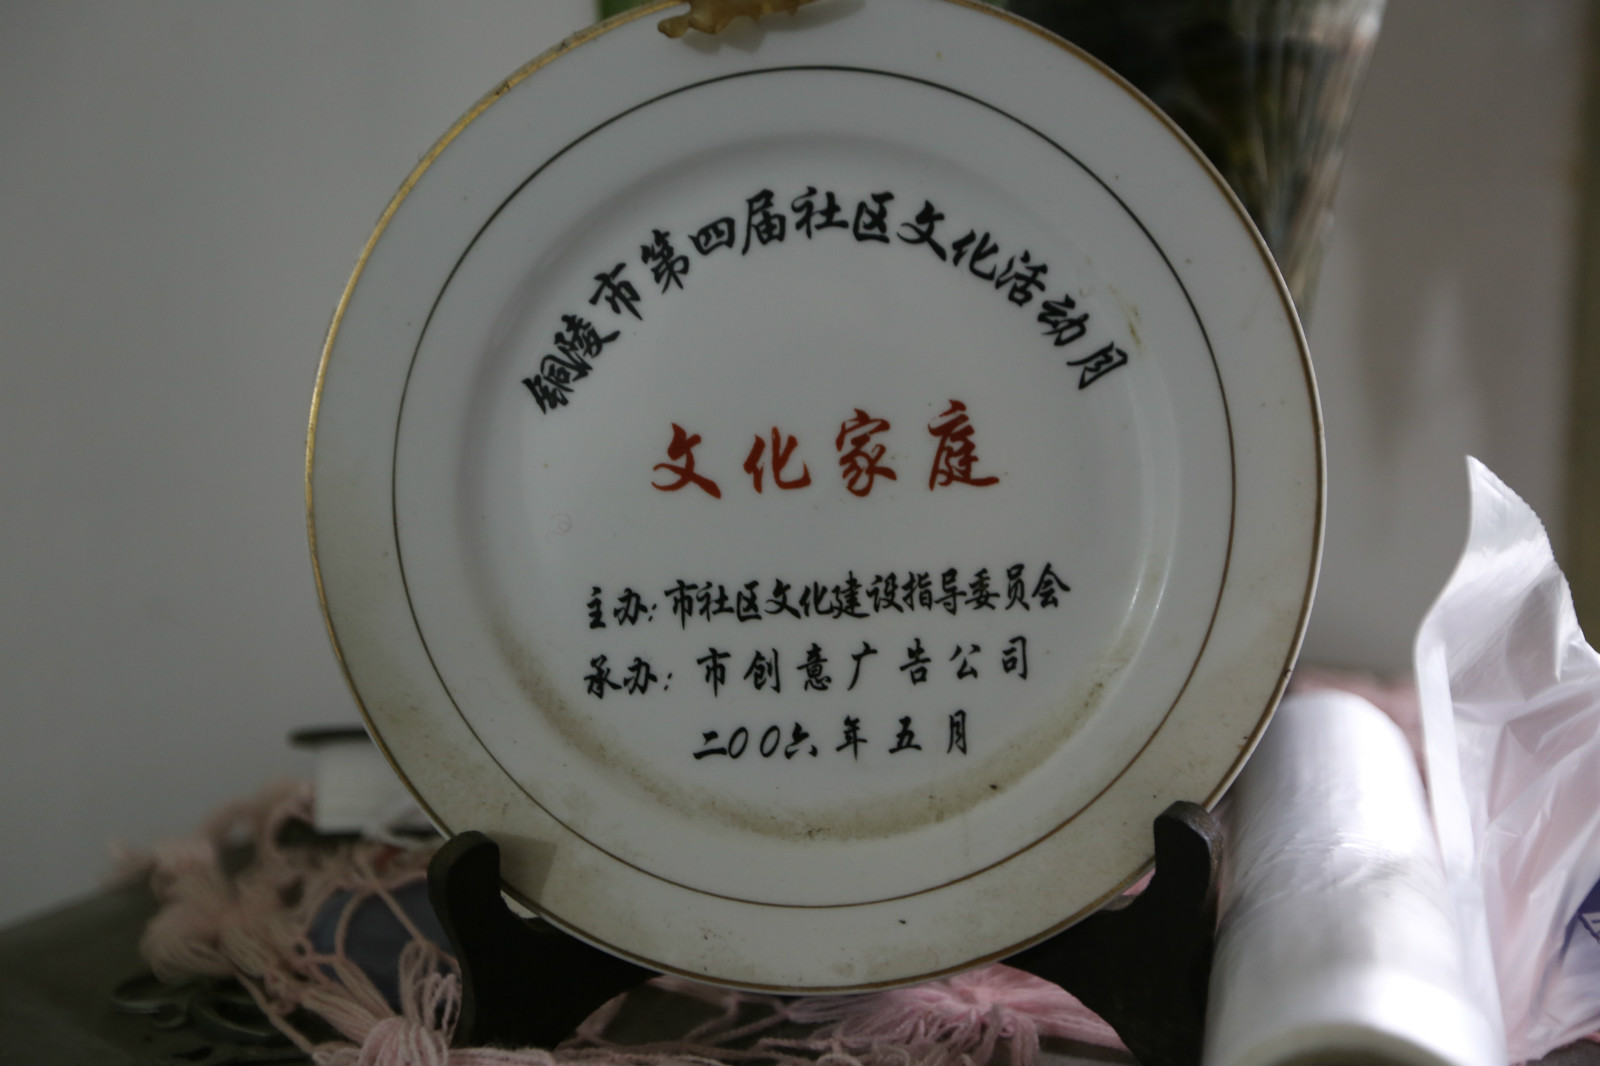 铜陵市第四届社区文化活动月
文化家庭
主办:市社区文化建设指导委员会
承办:市创意广告公司
二00六年五月